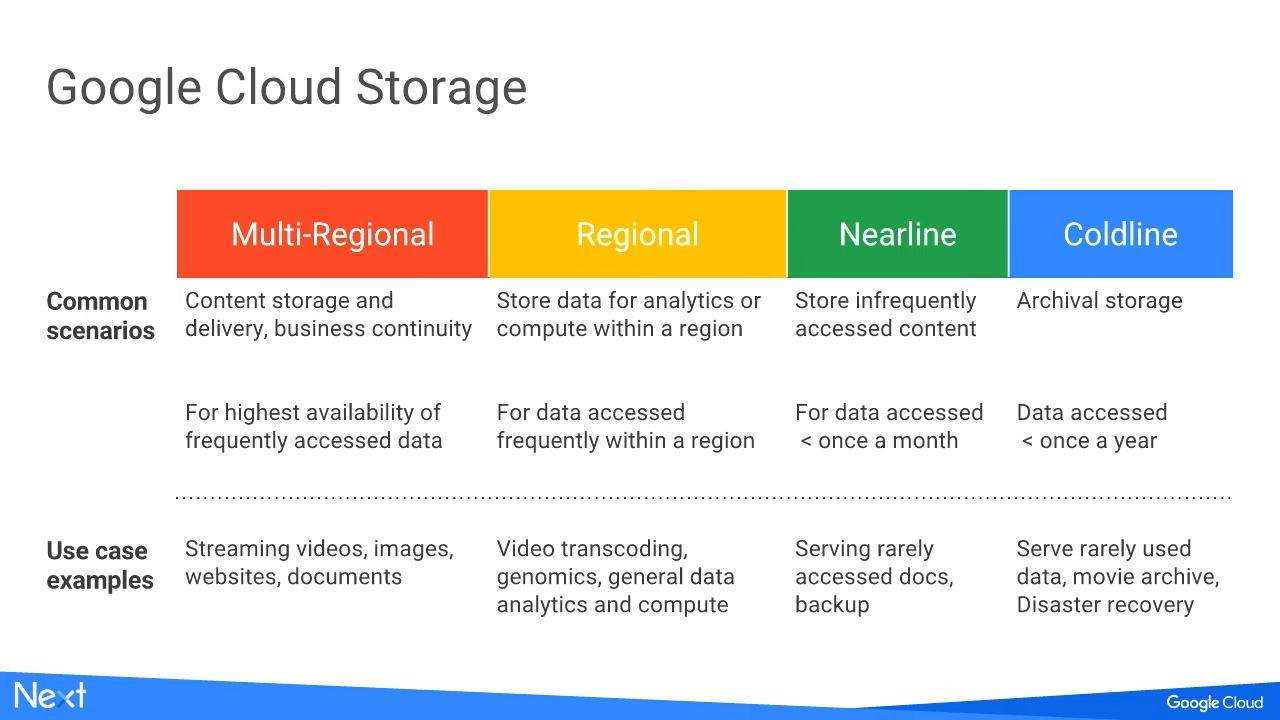 Google Cloud Storage
Multi-Regional
Regional
Nearline
Coldline
Common
scenarios
Content storage and
delivery, business continuity
Store data for analytics or
compute within a region
Store infrequently
accessed content
Archival storage
For highest availability of
frequently accessed data
For data accessed
frequently within a region
For data accessed
< once a month
Data accessed
< once a year
Use case
examples
Streaming videos, images,
websites, documents
Video transcoding,
genomics, general data
analytics and compute
Serving rarely
accessed docs,
backup
Serve rarely used
data, movie archive,
Disaster recovery
Next
Google Cloud